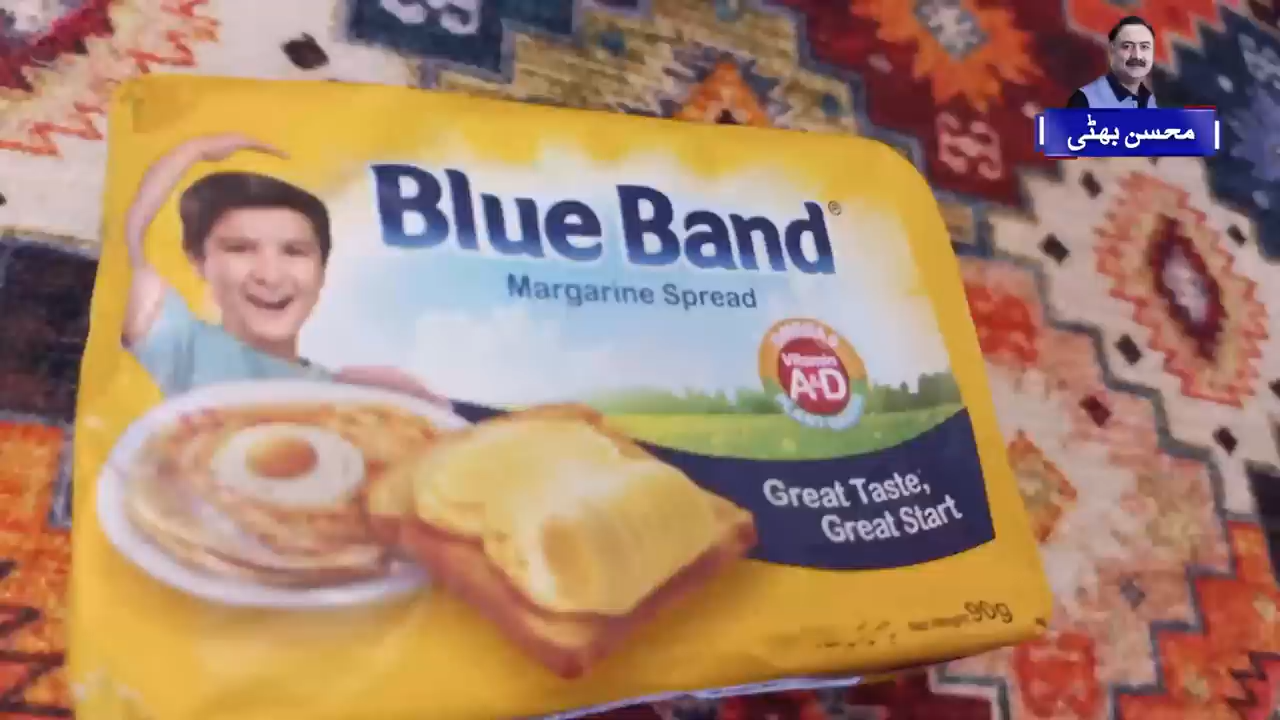 محسن بھٹی
Blue Band®
Margarine Spread
Vitamin
A+D
Great Taste,
Great Start
90g